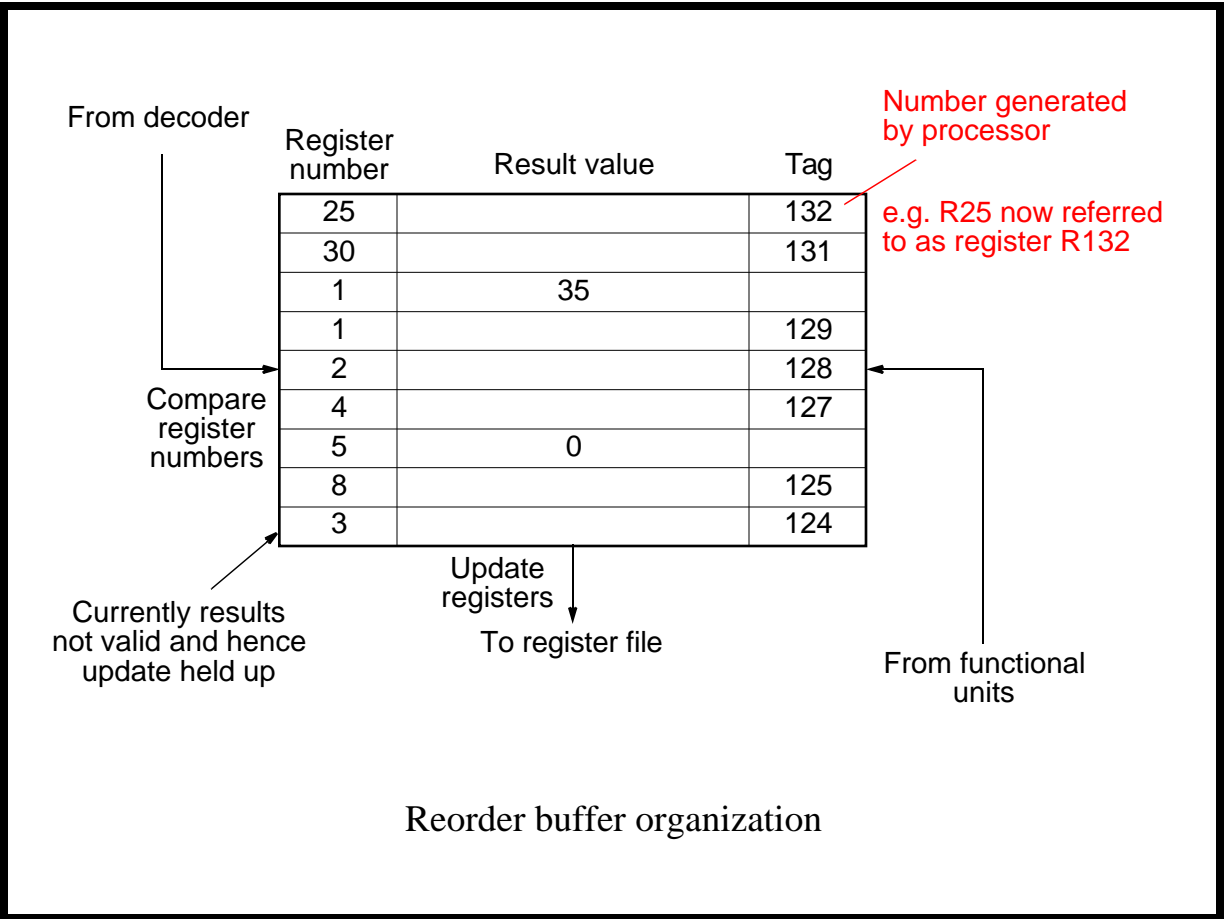 From decoder
Register
number
Result value
Tag
Number generated
by processor
25
132
e.g. R25 now referred
to as register R132
30
131
1
35
1
129
2
128
Compare
register
numbers
4
127
5
0
8
125
3
124
Currently results
not valid and hence
update held up
Update
registers
To register file
From functional
units
Reorder buffer organization